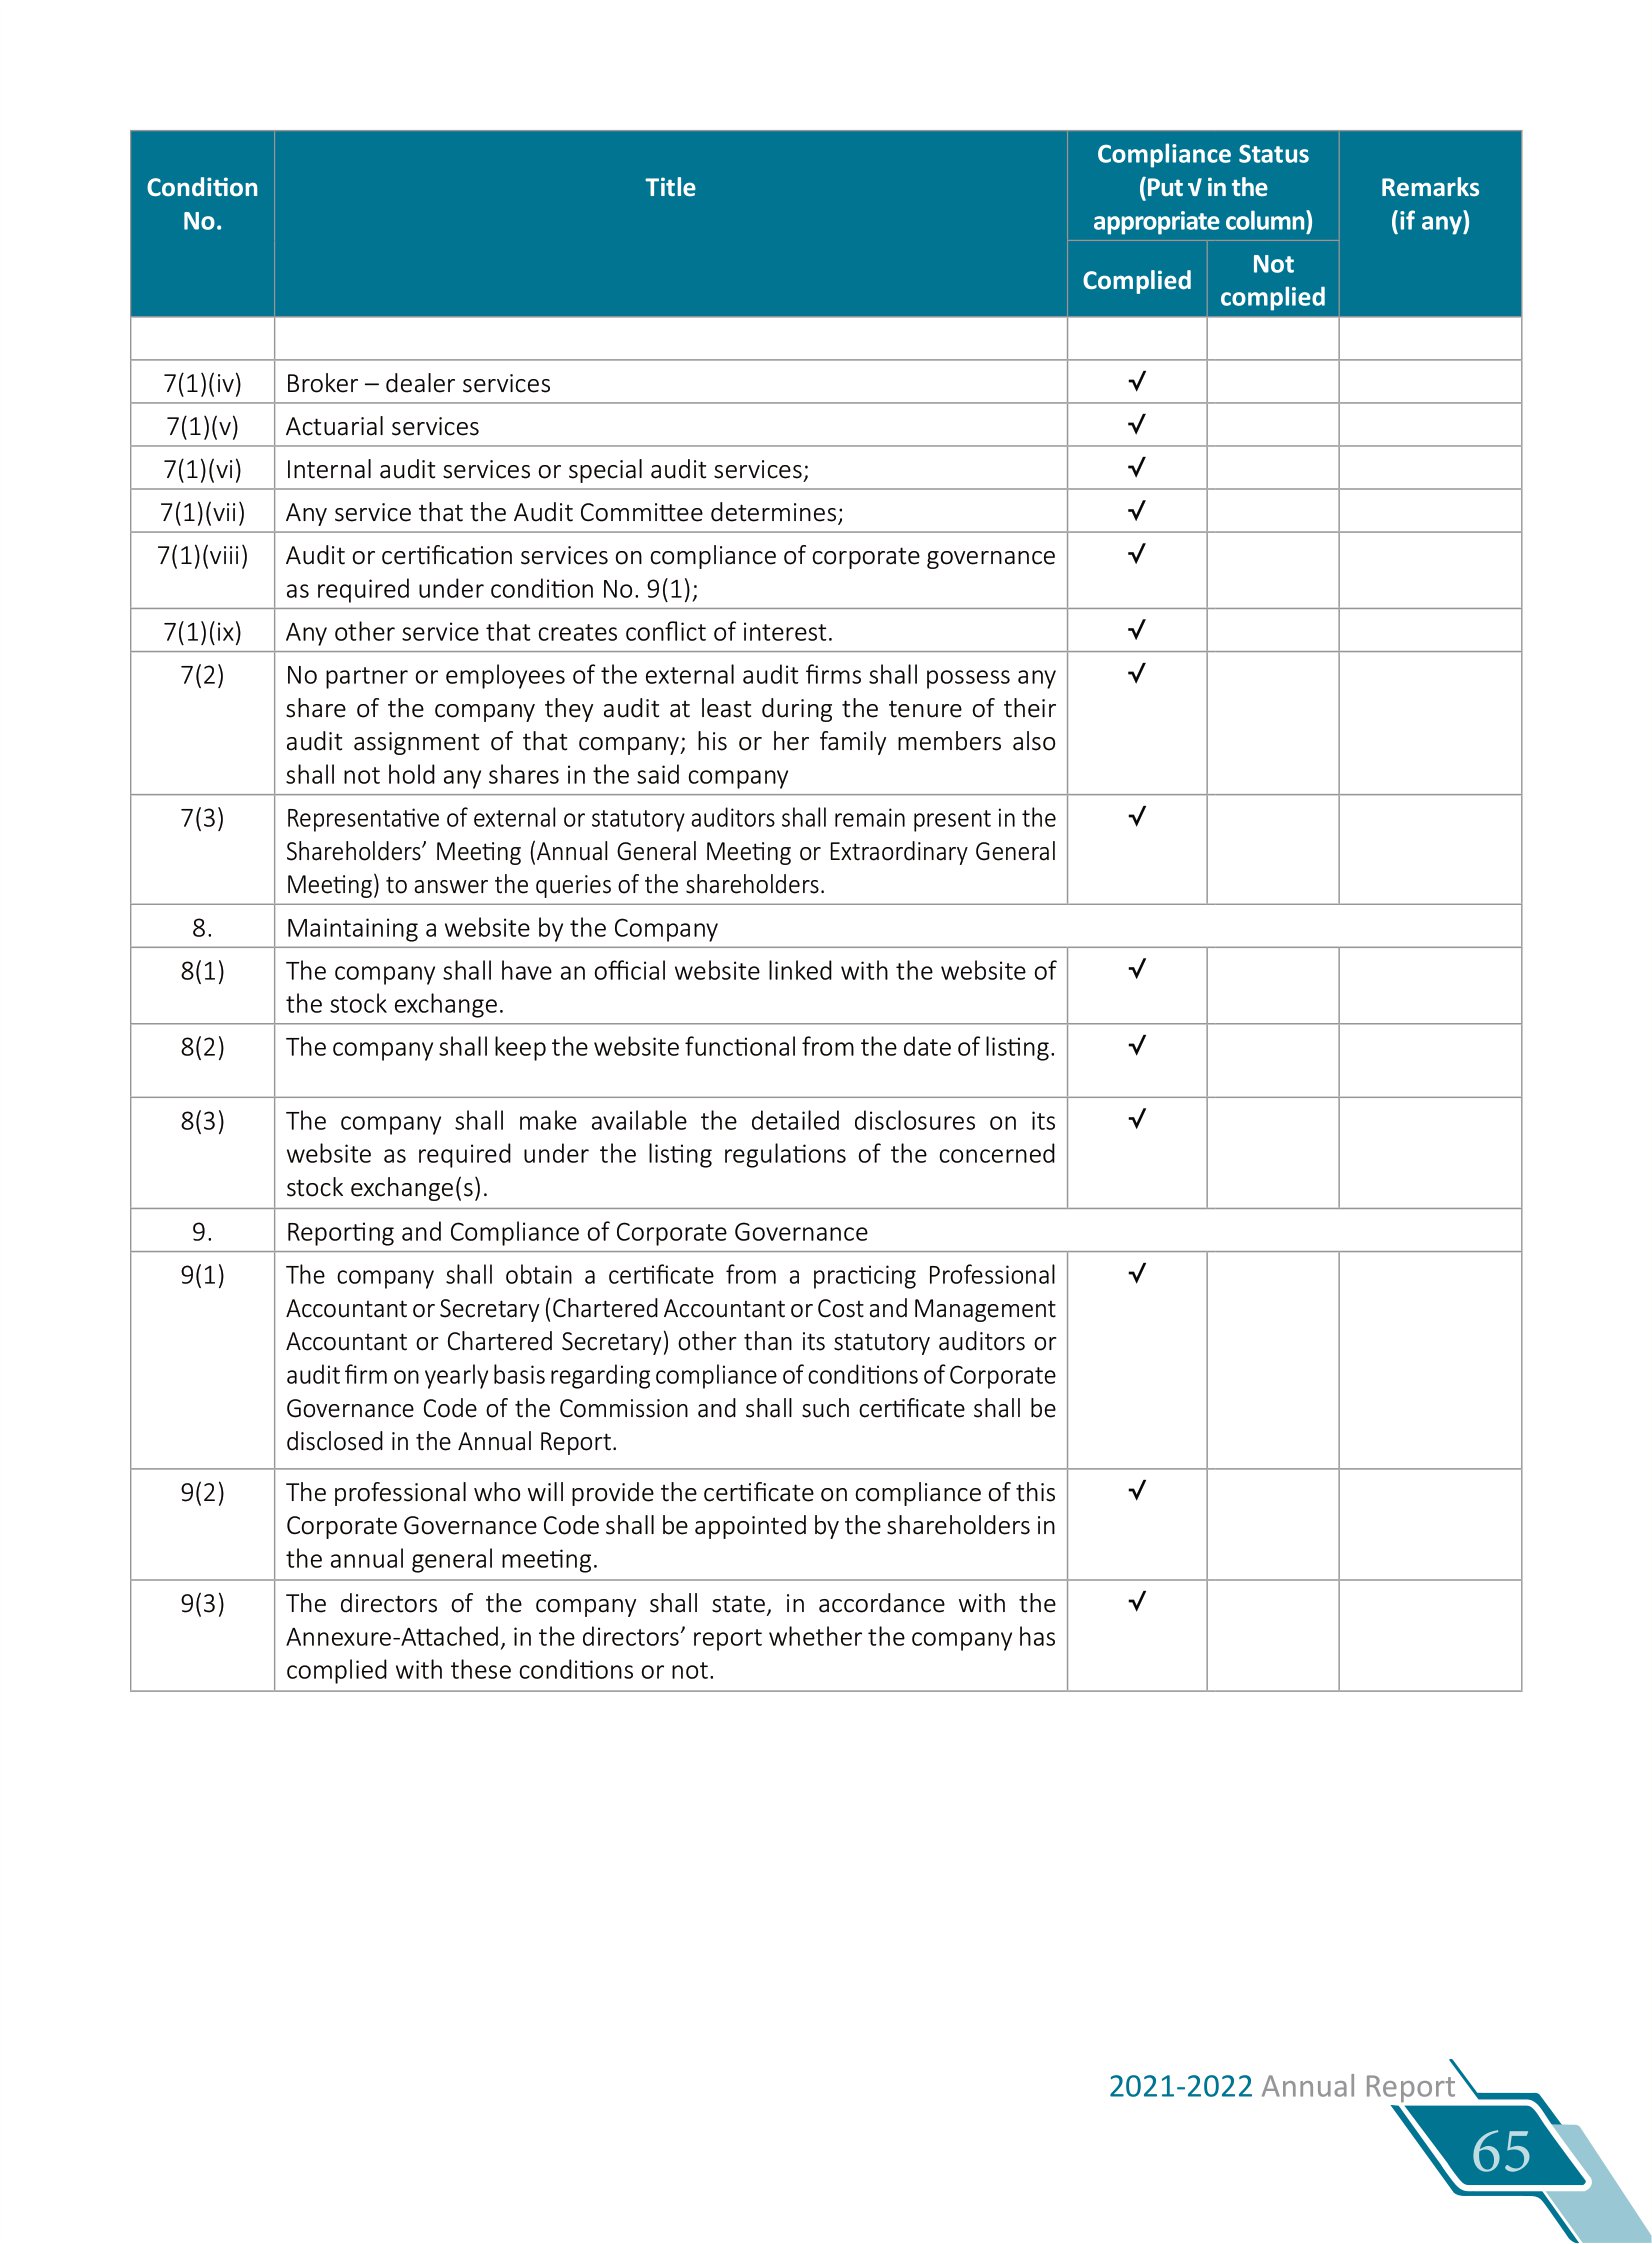 Condition
No.
Title
Compliance Status
(Put √ in the
appropriate column)
Remarks
(if any)
Complied
Not
complied
7(1)(iv) Broker – dealer services √
7(1)(v) Actuarial services √
7(1)(vi) Internal audit services or special audit services; √
7(1)(vii) Any service that the Audit Committee determines; √
7(1)(viii) Audit or certification services on compliance of corporate governance √
as required under condition No. 9(1);
7(1)(ix) Any other service that creates conflict of interest. √
7(2) No partner or employees of the external audit firms shall possess any √
share of the company they audit at least during the tenure of their
audit assignment of that company; his or her family members also
shall not hold any shares in the said company
7(3) Representative of external or statutory auditors shall remain present in the √
Shareholders’ Meeting (Annual General Meeting or Extraordinary General
Meeting) to answer the queries of the shareholders.
8. Maintaining a website by the Company
8(1) The company shall have an official website linked with the website of √
the stock exchange.
8(2) The company shall keep the website functional from the date of listing. √
8(3) The company shall make available the detailed disclosures on its √
website as required under the listing regulations of the concerned
stock exchange(s).
9. Reporting and Compliance of Corporate Governance
9(1) The company shall obtain a certificate from a practicing Professional √
Accountant or Secretary (Chartered Accountant or Cost and Management
Accountant or Chartered Secretary) other than its statutory auditors or
audit firm on yearly basis regarding compliance of conditions of Corporate
Governance Code of the Commission and shall such certificate shall be
disclosed in the Annual Report.
9(2) The professional who will provide the certificate on compliance of this √
Corporate Governance Code shall be appointed by the shareholders in
the annual general meeting.
9(3) The directors of the company shall state, in accordance with the √
Annexure-Attached, in the directors’ report whether the company has
complied with these conditions or not.
2021-2022 Annual Report
65